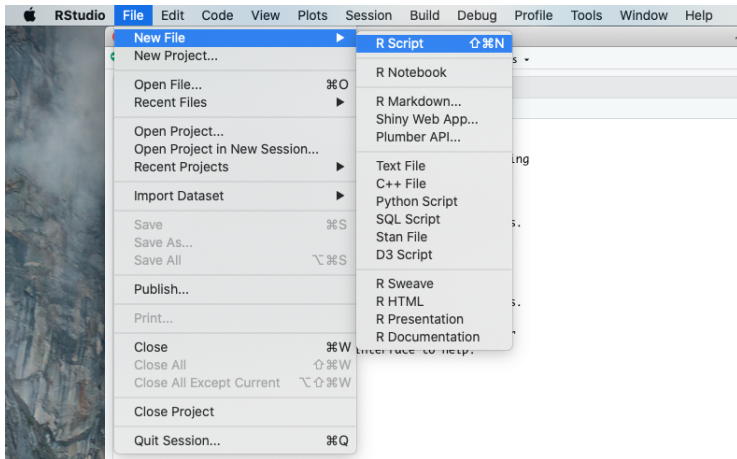 RStudio File Edit Code View Plots Session Build Debug Profile Tools Window Help
New File ▶
New Project...
Open File... ⌘O
Recent Files ▶
Open Project...
Open Project in New Session...
Recent Projects ▶
Import Dataset ▶
Save ⌘S
Save As...
Save All ⌥⌘S
Publish...
Print...
Close ⌘W
Close All ⇧⌘W
Close All Except Current ⌥⇧⌘W
Close Project
Quit Session... ⌘Q
R Script ⇧⌘N
R Notebook
R Markdown...
Shiny Web App...
Plumber API...
Text File
C++ File
Python Script
SQL Script
Stan File
D3 Script
R Sweave
R HTML
R Presentation
R Documentation
s
ing
s.
s.
interface to help.